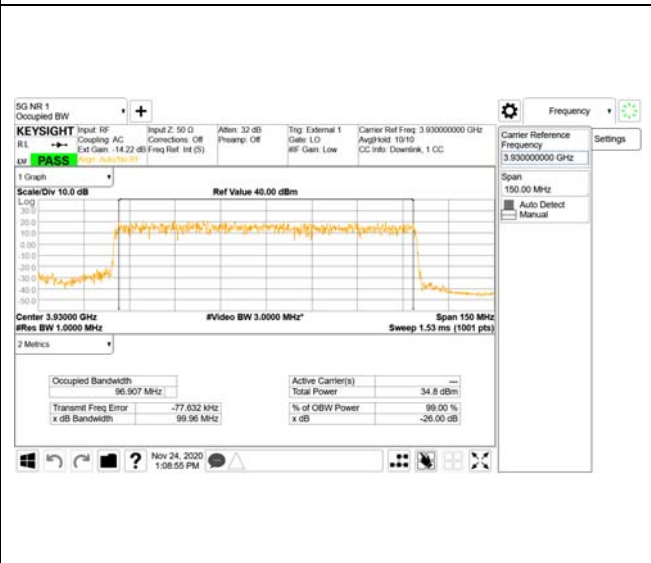 5G NR 1
Occupied BW
Frequency
KEYSIGHT
Input: RF
Coupling: AC
Ext Gain: -14.22 dB
Align: Auto/No RF
Input Z: 50 Ω
Corrections: Off
Freq Ref: Int (S)
Atten: 32 dB
Preamp: Off
Trig: External 1
Gate: LO
#IF Gain: Low
Carrier Ref Freq: 3.930000000 GHz
Avg|Hold: 10/10
CC Info: Downlink, 1 CC
R L
PASS
Carrier Reference
Frequency
3.930000000 GHz
Settings
Span
150.00 MHz
Auto Detect
Manual
1 Graph
Scale/Div 10.0 dB
Ref Value 40.00 dBm
Log
30.0
20.0
10.0
0.00
-10.0
-20.0
-30.0
-40.0
-50.0
Center 3.93000 GHz
#Video BW 3.0000 MHz*
Span 150 MHz
#Res BW 1.0000 MHz
Sweep 1.53 ms (1001 pts)
2 Metrics
Occupied Bandwidth
96.907 MHz
Active Carrier(s)
---
Total Power
34.8 dBm
Transmit Freq Error
-77.632 kHz
x dB Bandwidth
99.96 MHz
% of OBW Power
99.00 %
x dB
-26.00 dB
?
Nov 24, 2020
1:08:55 PM